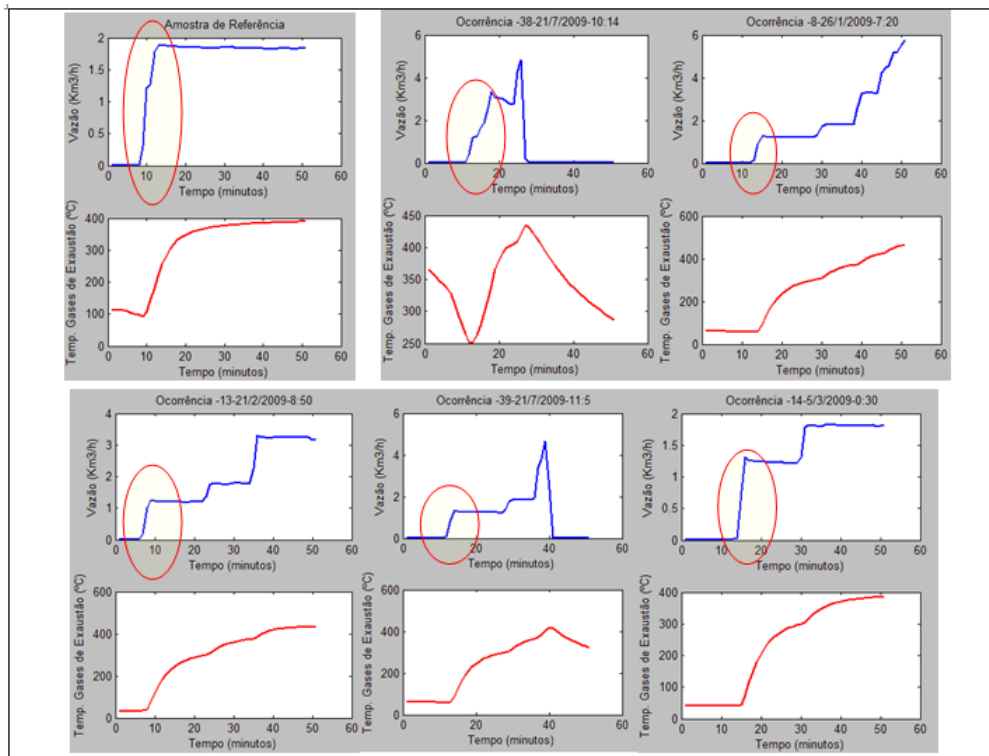 Amostra de Referência
Vazão (Km3/h)
2
1.5
1
0.5
0
0 10 20 30 40 50 60
Tempo (minutos)
Ocorrência -38-21/7/2009-10:14
Vazão (Km3/h)
6
4
2
0
0 20 40 60
Tempo (minutos)
Ocorrência -8-26/1/2009-7:20
Vazão (Km3/h)
6
4
2
0
0 10 20 30 40 50 60
Tempo (minutos)
Temp. Gases de Exaustão (ºC)
400
300
200
100
0
0 10 20 30 40 50 60
Tempo (minutos)
Temp. Gases de Exaustão (ºC)
450
400
350
300
250
0 20 40 60
Tempo (minutos)
Temp. Gases de Exaustão (ºC)
600
400
200
0
0 10 20 30 40 50 60
Tempo (minutos)
Ocorrência -13-21/2/2009-8:50
Vazão (Km3/h)
4
3
2
1
0
0 10 20 30 40 50 60
Tempo (minutos)
Ocorrência -39-21/7/2009-11:5
Vazão (Km3/h)
6
4
2
0
0 20 40 60
Tempo (minutos)
Ocorrência -14-5/3/2009-0:30
Vazão (Km3/h)
2
1.5
1
0.5
0
0 10 20 30 40 50 60
Tempo (minutos)
Temp. Gases de Exaustão (ºC)
600
400
200
0
0 10 20 30 40 50 60
Tempo (minutos)
Temp. Gases de Exaustão (ºC)
600
400
200
0
0 20 40 60
Tempo (minutos)
Temp. Gases de Exaustão (ºC)
400
300
200
100
0
0 10 20 30 40 50 60
Tempo (minutos)